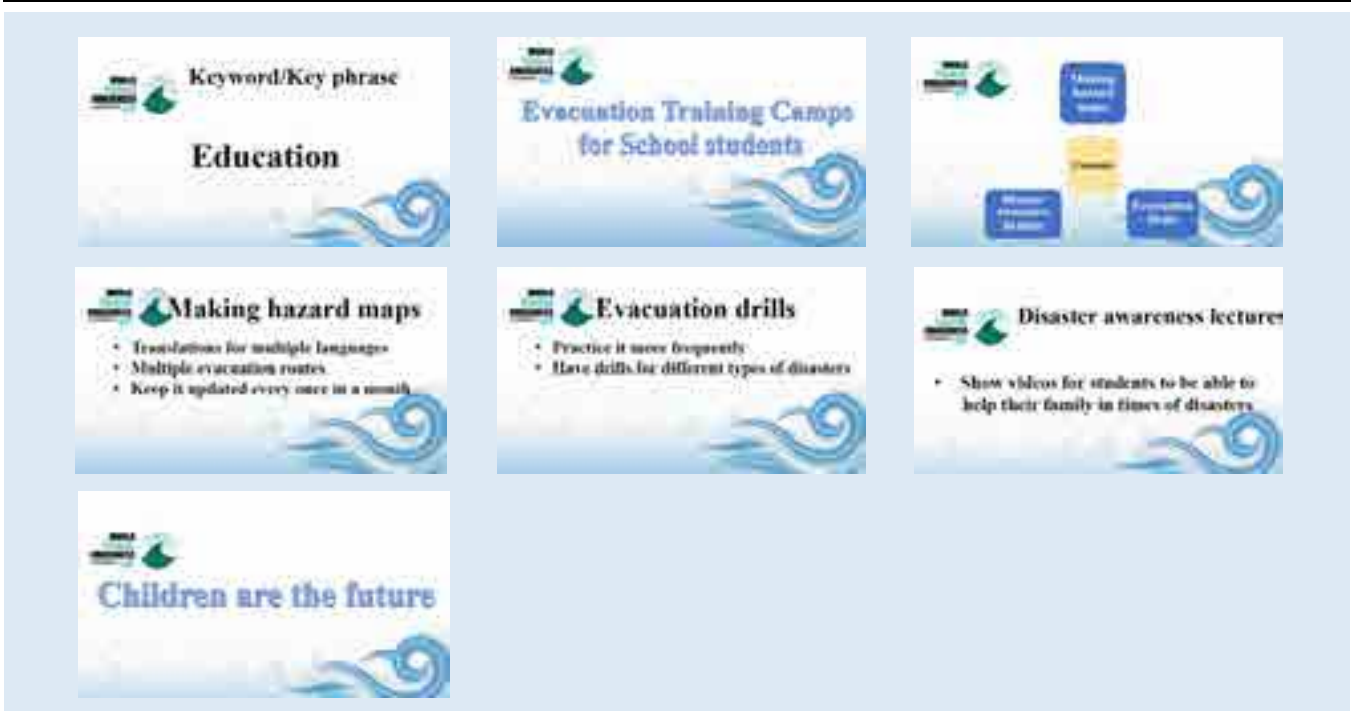 Keyword/Key phrase
Education
Evacuation Training Camps
for School students
Making hazard maps
• Translations for multiple languages
• Multiple evacuation routes
• Keep it updated every once in a month
Evacuation drills
• Practice it more frequently
• Have drills for different types of disasters
Disaster awareness lectures
• Show videos for students to be able to
help their family in times of disasters
Children are the future